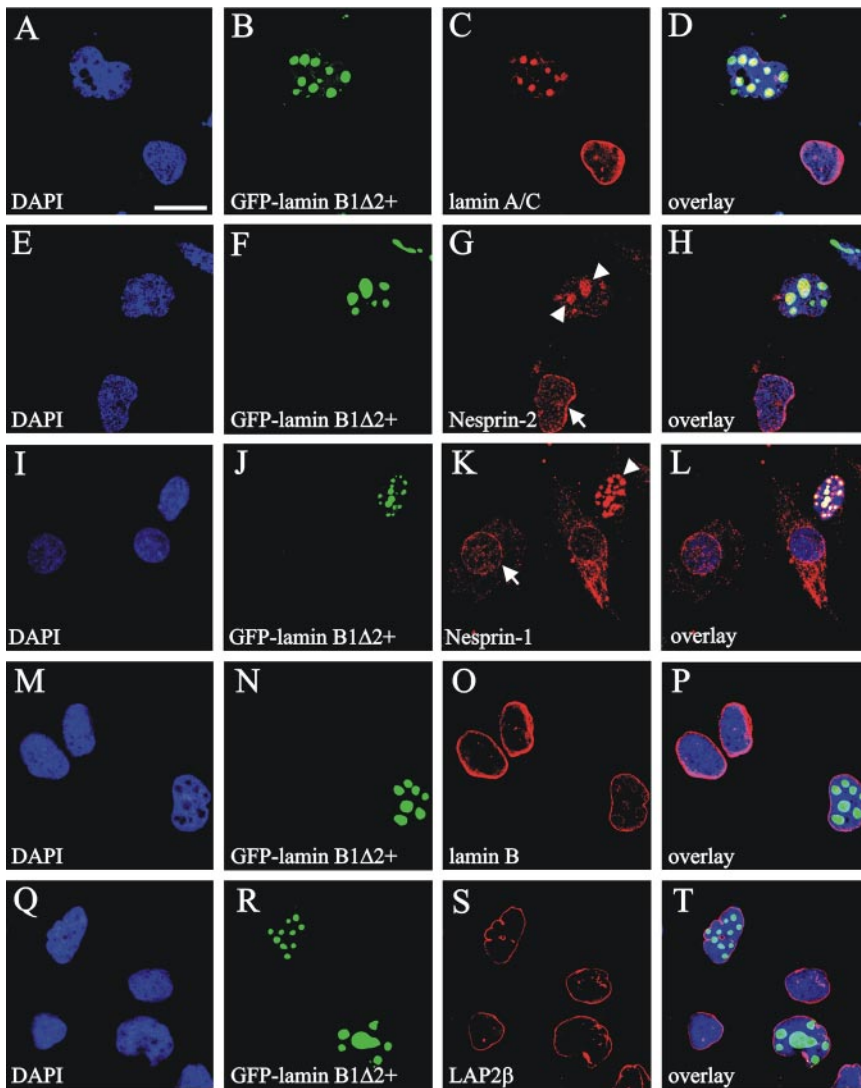 A B C D
DAPI GFP-lamin B1Δ2+ lamin A/C overlay
E F G H
DAPI GFP-lamin B1Δ2+ Nesprin-2 overlay
I J K L
DAPI GFP-lamin B1Δ2+ Nesprin-1 overlay
M N O P
DAPI GFP-lamin B1Δ2+ lamin B overlay
Q R S T
DAPI GFP-lamin B1Δ2+ LAP2β overlay